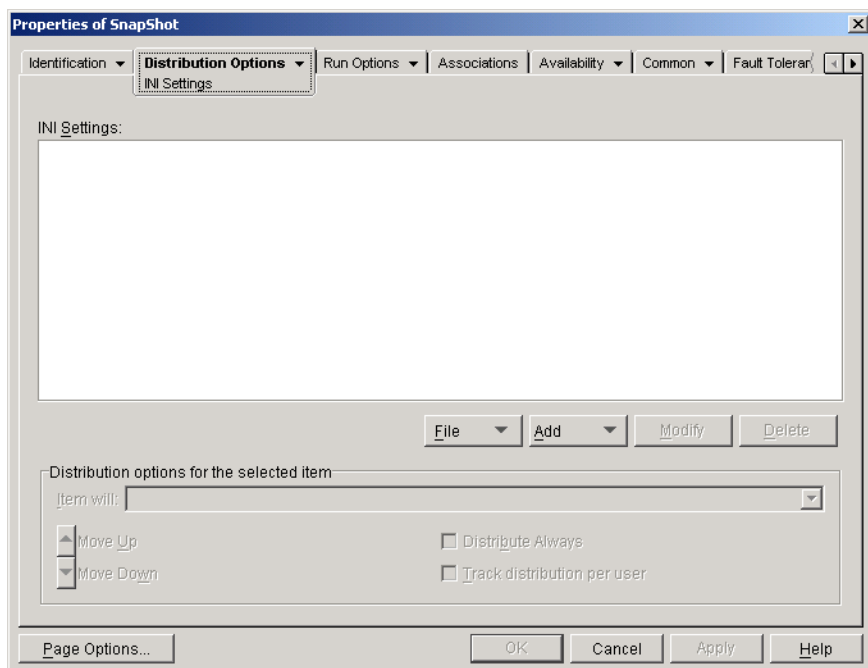 Properties of SnapShot
Identification
Distribution Options
Run Options
Associations
Availability
Common
Fault
INI Settings
INI Settings:
File
Add
Modify
Delete
Distribution options for the selected item
Item will:
Move Up
Distribute Always
Move Down
Track distribution per user
Page Options...
OK
Cancel
Apply
Help